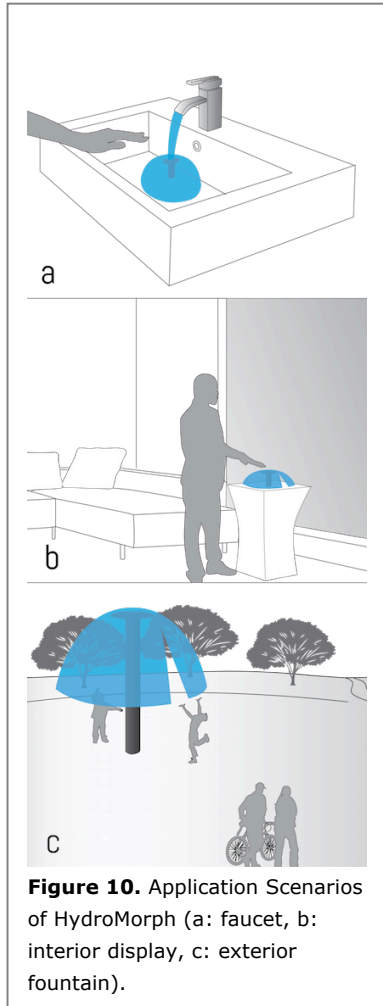 a
b
c
Figure 10. Application Scenarios
of HydroMorph (a: faucet, b:
interior display, c: exterior
fountain).